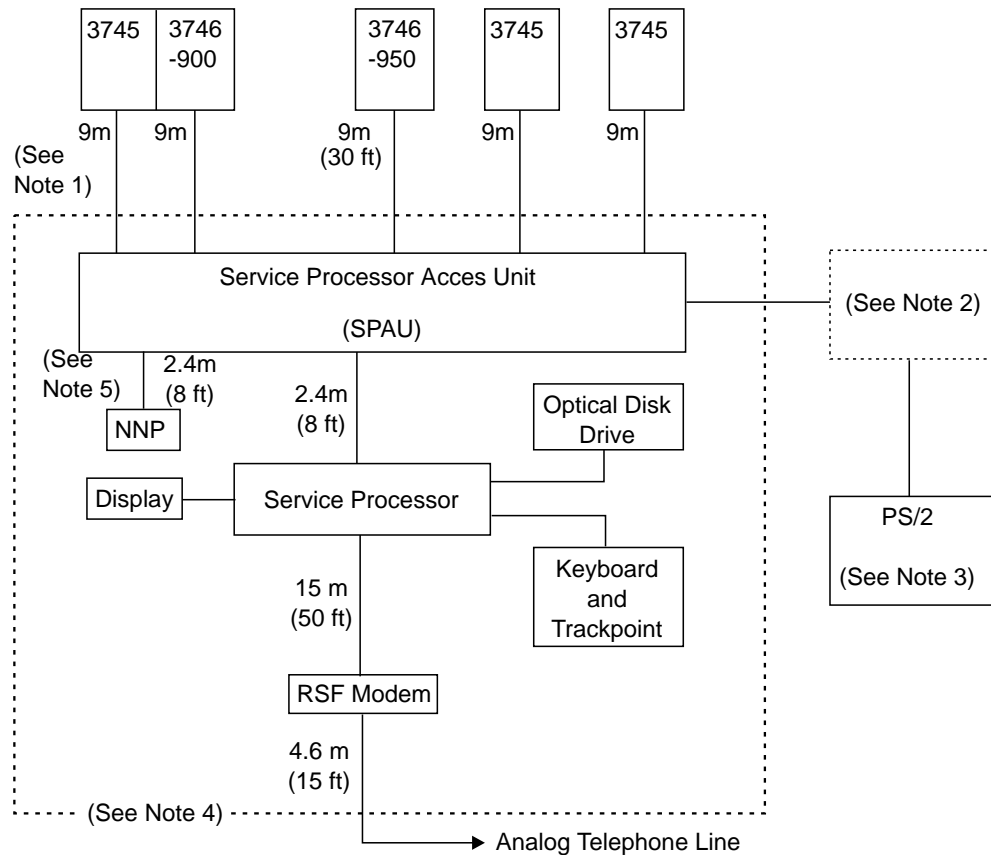 3745
3746
-900
3746
-950
3745
3745
9m
9m
9m
(30 ft)
9m
9m
(See
Note 1)
Service Processor Acces Unit
(SPAU)
(See Note 2)
(See
Note 5)
2.4m
(8 ft)
2.4m
(8 ft)
NNP
Optical Disk
Drive
Display
Service Processor
PS/2
(See Note 3)
Keyboard
and
Trackpoint
15 m
(50 ft)
RSF Modem
4.6 m
(15 ft)
(See Note 4)
Analog Telephone Line